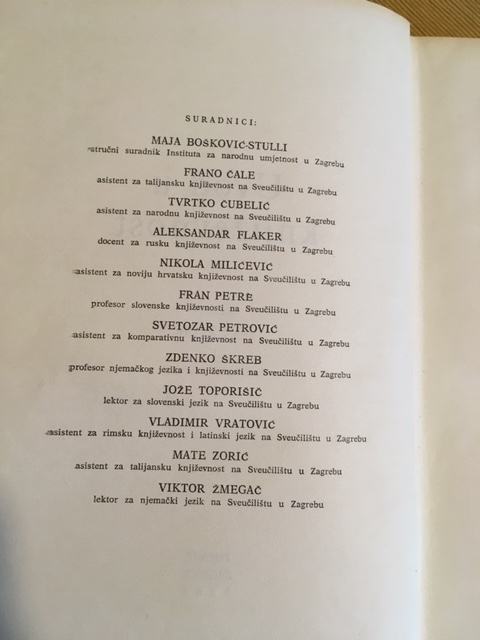 SURADNICI:
MAJA BOŠKOVIĆ-STULLI
stručni suradnik Instituta za narodnu umjetnost u Zagrebu
FRANO ČALE
asistent za talijansku književnost na Sveučilištu u Zagrebu
TVRTKO ČUBELIĆ
asistent za narodnu književnost na Sveučilištu u Zagrebu
ALEKSANDAR FLAKER
docent za rusku književnost na Sveučilištu u Zagrebu
NIKOLA MILIĆEVIĆ
asistent za noviju hrvatsku književnost na Sveučilištu u Zagrebu
FRAN PETRÈ
profesor slovenske književnosti na Sveučilištu u Zagrebu
SVETOZAR PETROVIĆ
asistent za komparativnu književnost na Sveučilištu u Zagrebu
ZDENKO ŠKREB
profesor njemačkog jezika i književnosti na Sveučilištu u Zagrebu
JOŽE TOPORIŠIČ
lektor za slovenski jezik na Sveučilištu u Zagrebu
VLADIMIR VRATOVIĆ
asistent za rimsku književnost i latinski jezik na Sveučilištu u Zagrebu
MATE ZORIĆ
asistent za talijansku književnost na Sveučilištu u Zagrebu
VIKTOR ŽMEGAČ
lektor za njemački jezik na Sveučilištu u Zagrebu